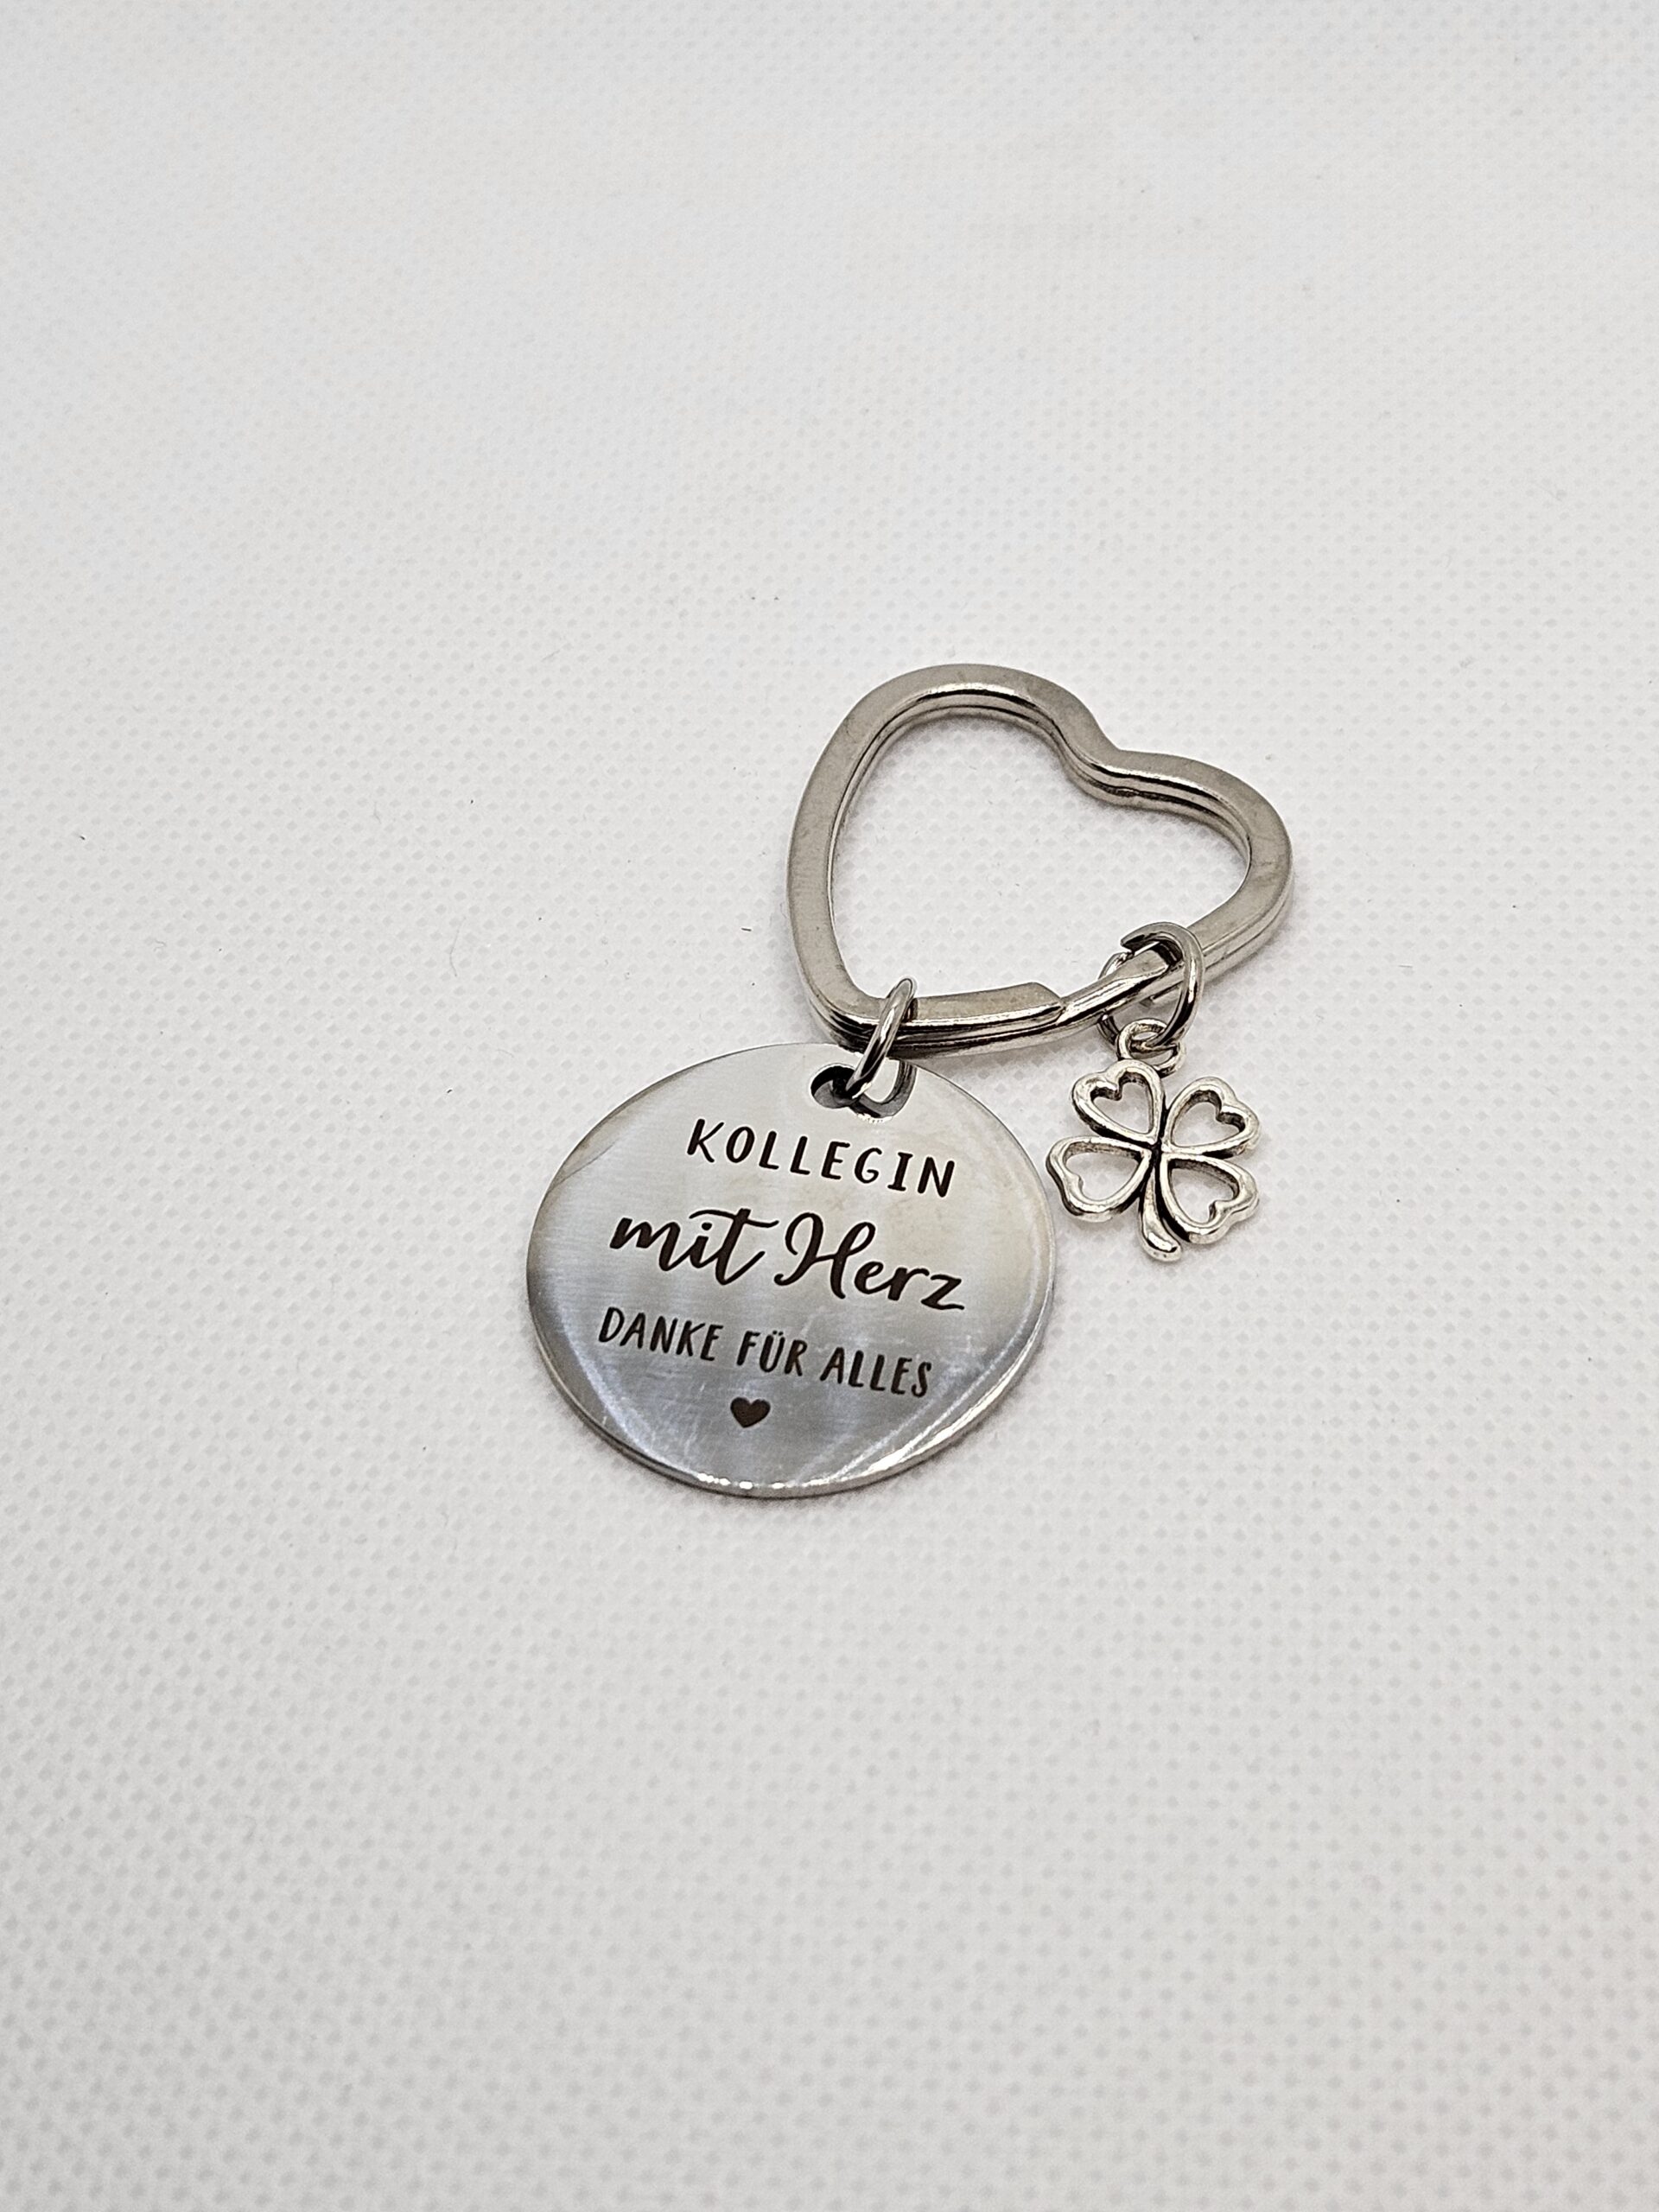 KOLLEGIN
mit Herz
DANKE FÜR ALLES